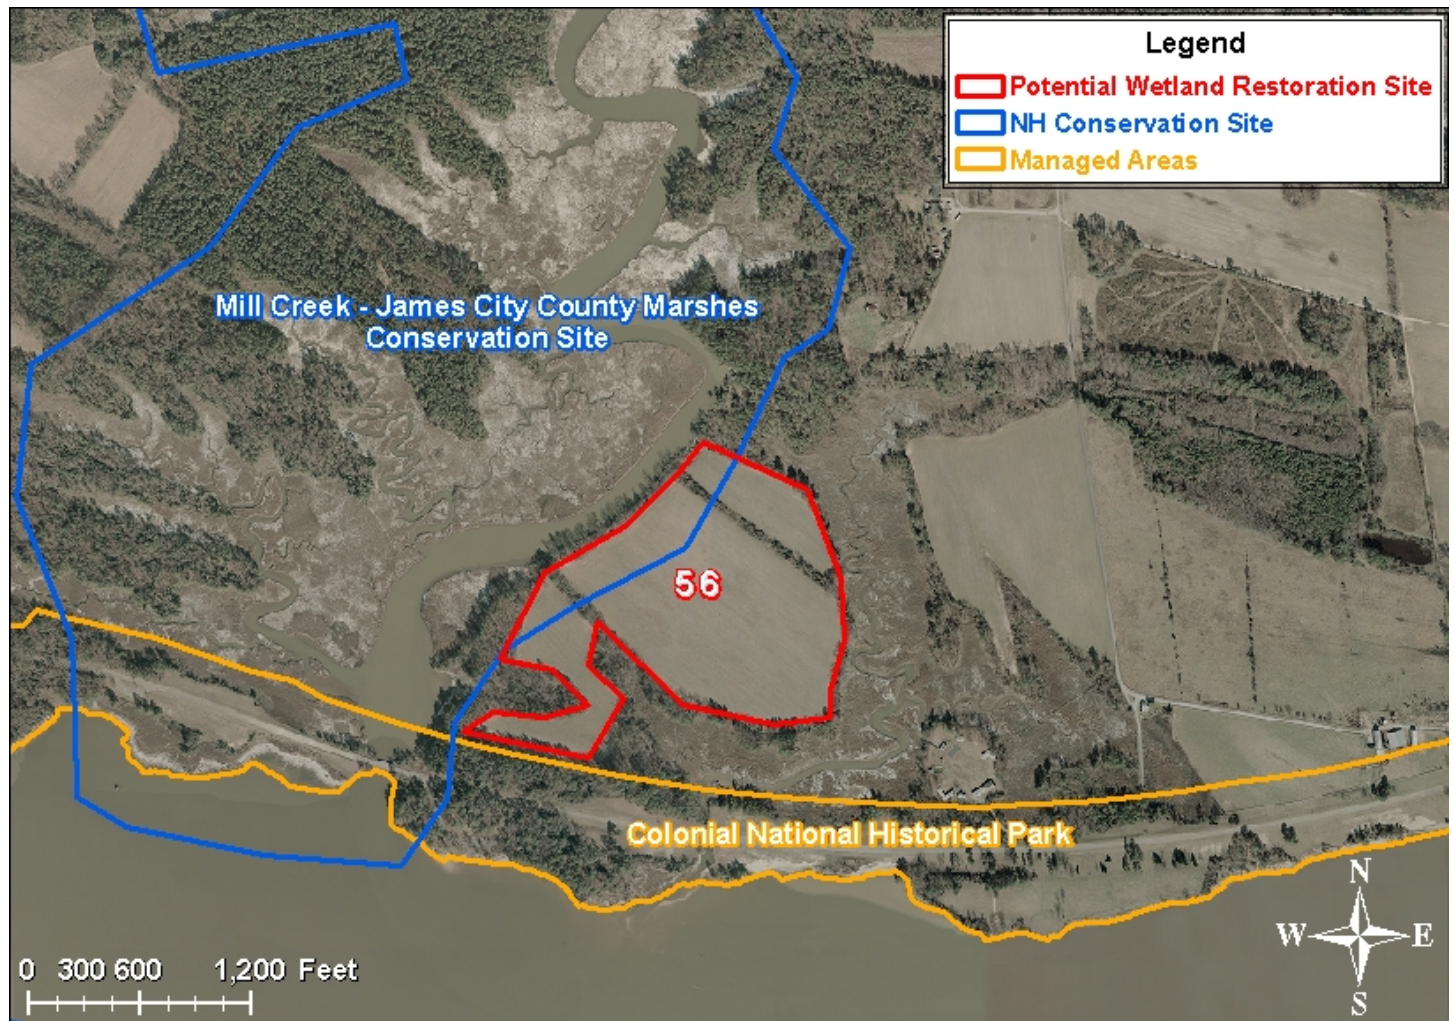 Legend
Potential Wetland Restoration Site
NH Conservation Site
Managed Areas
Mill Creek - James City County Marshes
Conservation Site
56
Colonial National Historical Park
N
W E
S
0 300 600 1,200 Feet